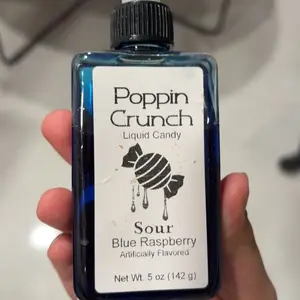 Poppin
Crunch
Liquid Candy
Sour
Blue Raspberry
Artificially Flavored
Net Wt. 5 oz (142 g)